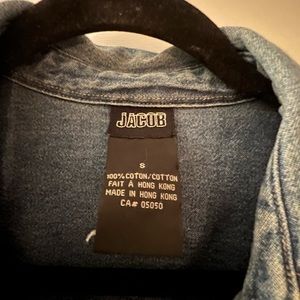 JACOB
S
100% COTON/COTTON
FAIT À HONG KONG
MADE IN HONG KONG
CA# 05050